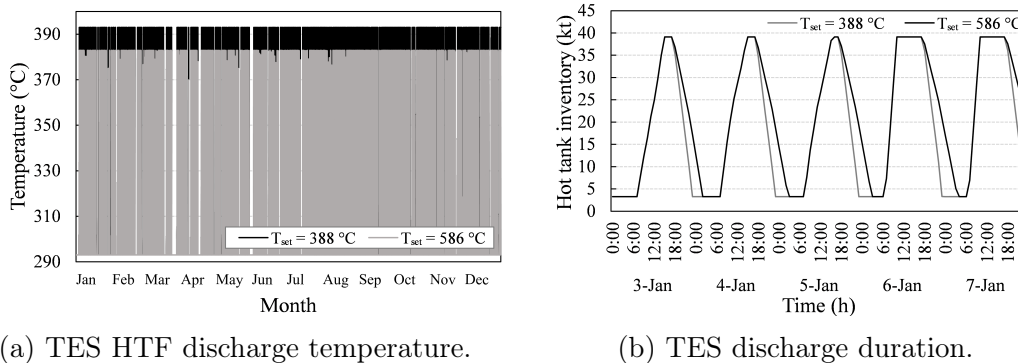 390
370
350
330
310
290
Temperature (°C)
T_set = 388 °C T_set = 586 °C
Jan Feb Mar Apr May Jun Jul Aug Sep Oct Nov Dec
Month
(a) TES HTF discharge temperature.
45
40
35
30
25
20
15
10
5
0
Hot tank inventory (kt)
T_set = 388 °C T_set = 586 °C
0:00 6:00 12:00 18:00 0:00 6:00 12:00 18:00 0:00 6:00 12:00 18:00 0:00 6:00 12:00 18:00 0:00 6:00 12:00 18:00
3-Jan 4-Jan 5-Jan 6-Jan 7-Jan
Time (h)
(b) TES discharge duration.